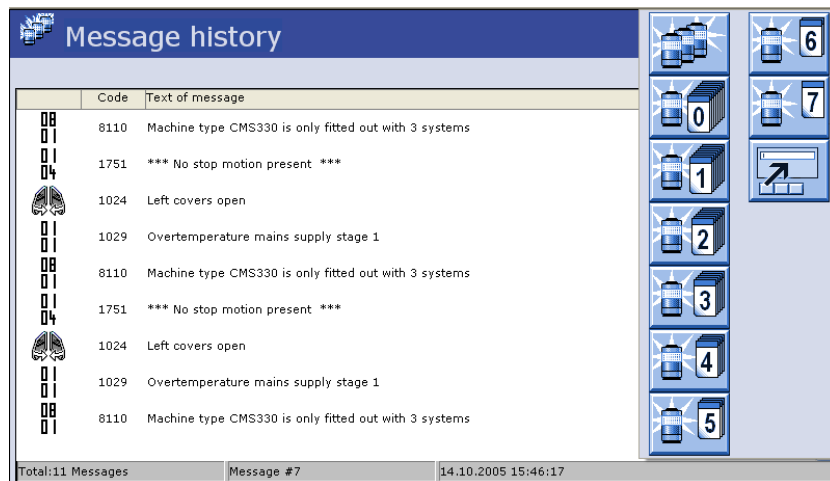 Message history
Code Text of message
08
01 8110 Machine type CMS330 is only fitted out with 3 systems
01
04 1751 *** No stop motion present ***
1024 Left covers open
01
01 1029 Overtemperature mains supply stage 1
08
01 8110 Machine type CMS330 is only fitted out with 3 systems
01
04 1751 *** No stop motion present ***
1024 Left covers open
01
01 1029 Overtemperature mains supply stage 1
08
01 8110 Machine type CMS330 is only fitted out with 3 systems
Total:11 Messages Message #7 14.10.2005 15:46:17
6
0
7
1
2
3
4
5